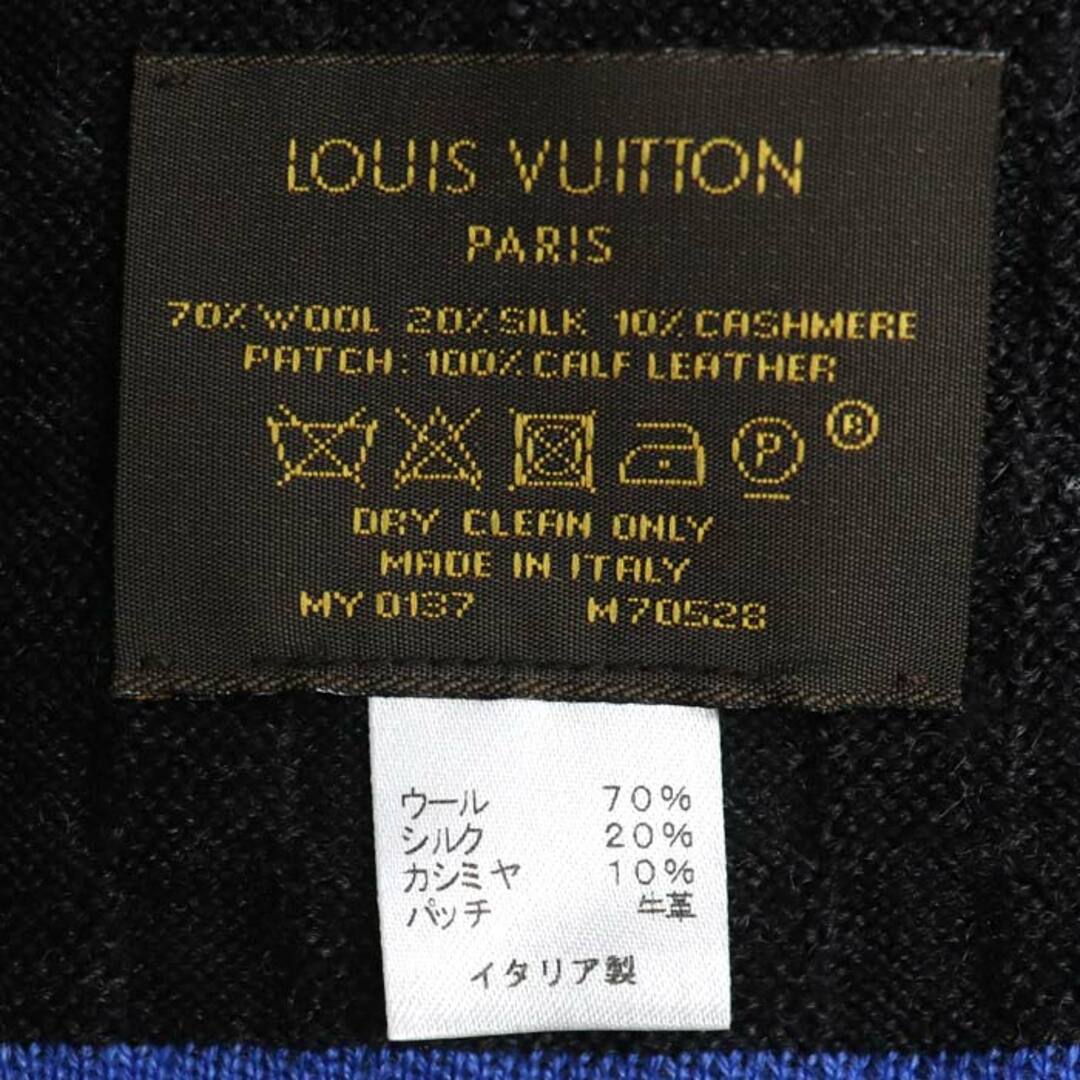 LOUIS VUITTON
PARIS
70% WOOL 20% SILK 10% CASHMERE
PATCH: 100% CALF LEATHER
P ®
DRY CLEAN ONLY
MADE IN ITALY
MY 0137 M70528
ウール 70%
シルク 20%
カシミヤ 10%
パッチ 牛革
イタリア製